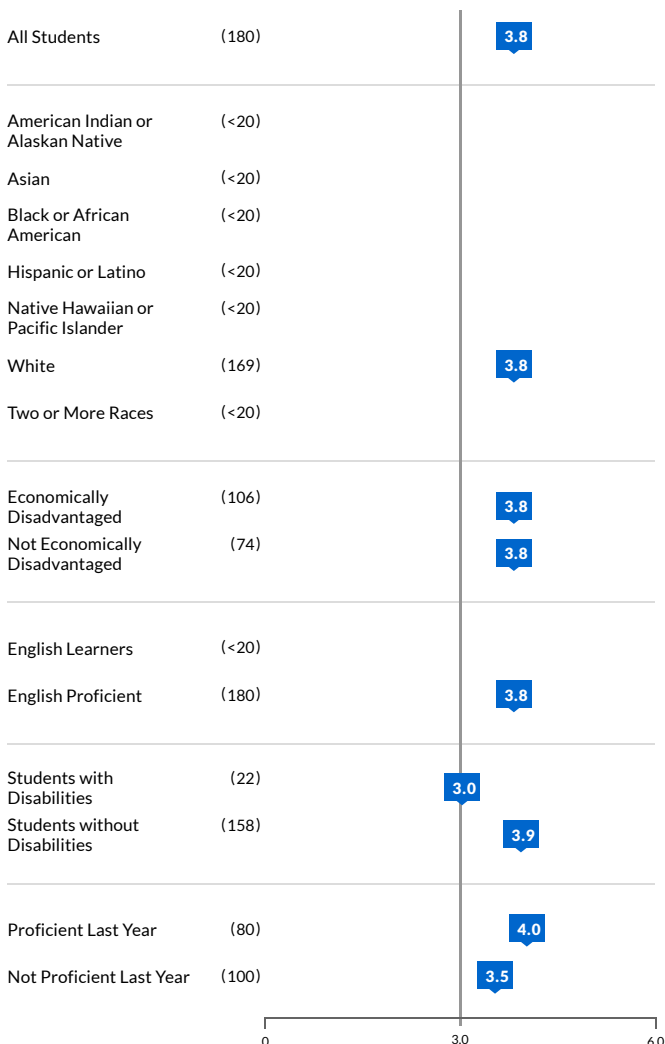 All Students (180) 3.8
American Indian or (<20)
Alaskan Native
Asian (<20)
Black or African (<20)
American
Hispanic or Latino (<20)
Native Hawaiian or (<20)
Pacific Islander
White (169) 3.8
Two or More Races (<20)
Economically (106) 3.8
Disadvantaged
Not Economically (74) 3.8
Disadvantaged
English Learners (<20)
English Proficient (180) 3.8
Students with (22) 3.0
Disabilities
Students without (158) 3.9
Disabilities
Proficient Last Year (80) 4.0
Not Proficient Last Year (100) 3.5
0 3.0 6.0